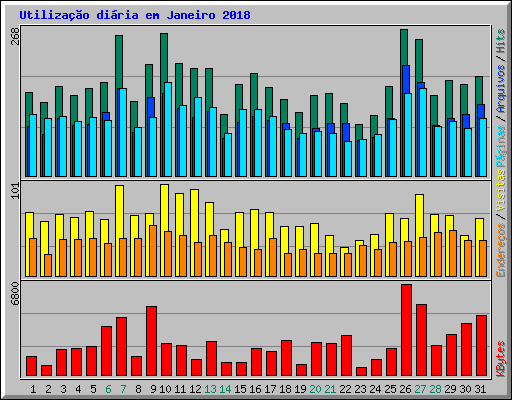 Utilização diária em Janeiro 2018
268
101
6800
KBytes
Endereços / Visitas
Páginas / Arquivos / Hits
1 2 3 4 5 6 7 8 9 10 11 12 13 14 15 16 17 18 19 20 21 22 23 24 25 26 27 28 29 30 31